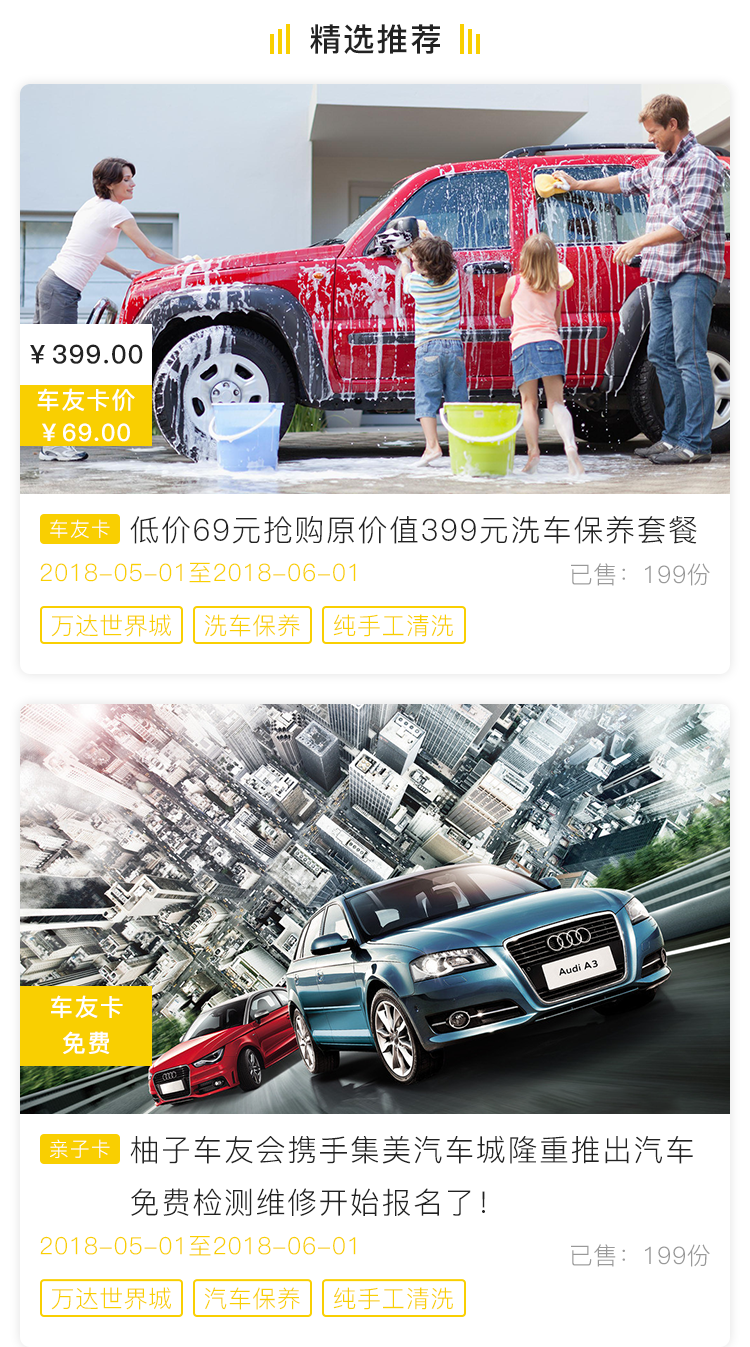 精选推荐
¥399.00
车友卡价
¥69.00
车友卡 低价69元抢购原价值399元洗车保养套餐
2018-05-01至2018-06-01 已售：199份
万达世界城 洗车保养 纯手工清洗
Audi A3
车友卡
免费
亲子卡 柚子车友会携手集美汽车城隆重推出汽车
免费检测维修开始报名了！
2018-05-01至2018-06-01 已售：199份
万达世界城 汽车保养 纯手工清洗